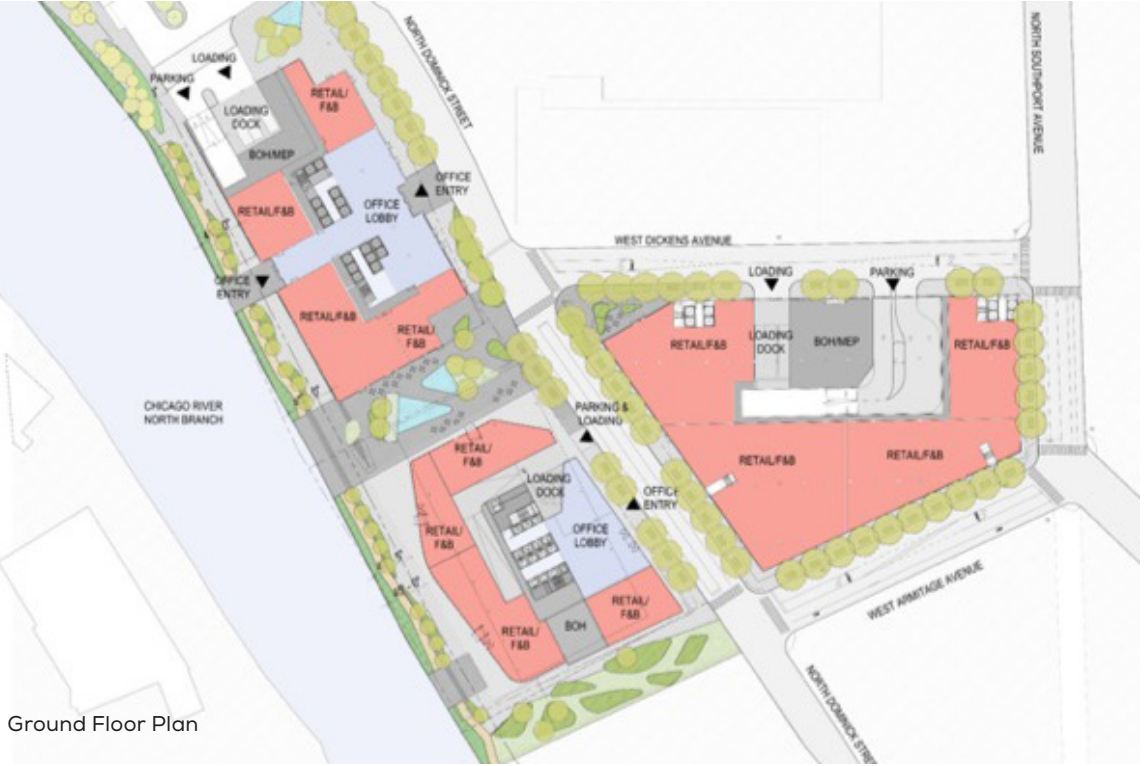 NORTH DOMINICK STREET
NORTH SOUTHPORT AVENUE
LOADING
PARKING
RETAIL/
F&B
LOADING
DOCK
BOH/MEP
OFFICE
ENTRY
OFFICE
LOBBY
RETAIL/F&B
OFFICE
ENTRY
RETAIL/F&B
RETAIL/
F&B
WEST DICKENS AVENUE
LOADING
PARKING
RETAIL/F&B
LOADING
DOCK
BOH/MEP
RETAIL/F&B
CHICAGO RIVER
NORTH BRANCH
PARKING &
LOADING
RETAIL/
F&B
RETAIL/F&B
RETAIL/F&B
LOADING
DOCK
OFFICE
ENTRY
RETAIL/
F&B
OFFICE
LOBBY
RETAIL/
F&B
BOH
RETAIL/
F&B
WEST ARMITAGE AVENUE
NORTH DOMINICK STREET
Ground Floor Plan